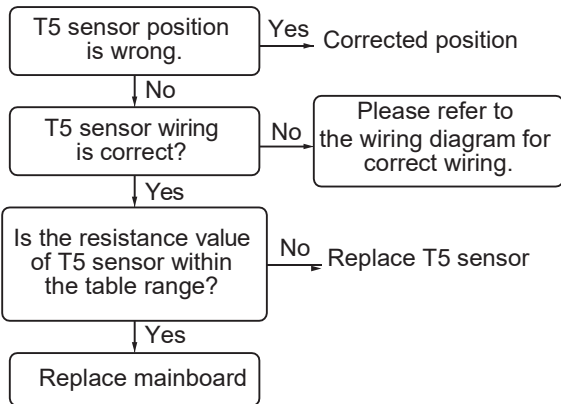 T5 sensor position
is wrong.
Yes
Corrected position
No
T5 sensor wiring
is correct?
No
Please refer to
the wiring diagram for
correct wiring.
Yes
Is the resistance value
of T5 sensor within
the table range?
No
Replace T5 sensor
Yes
Replace mainboard